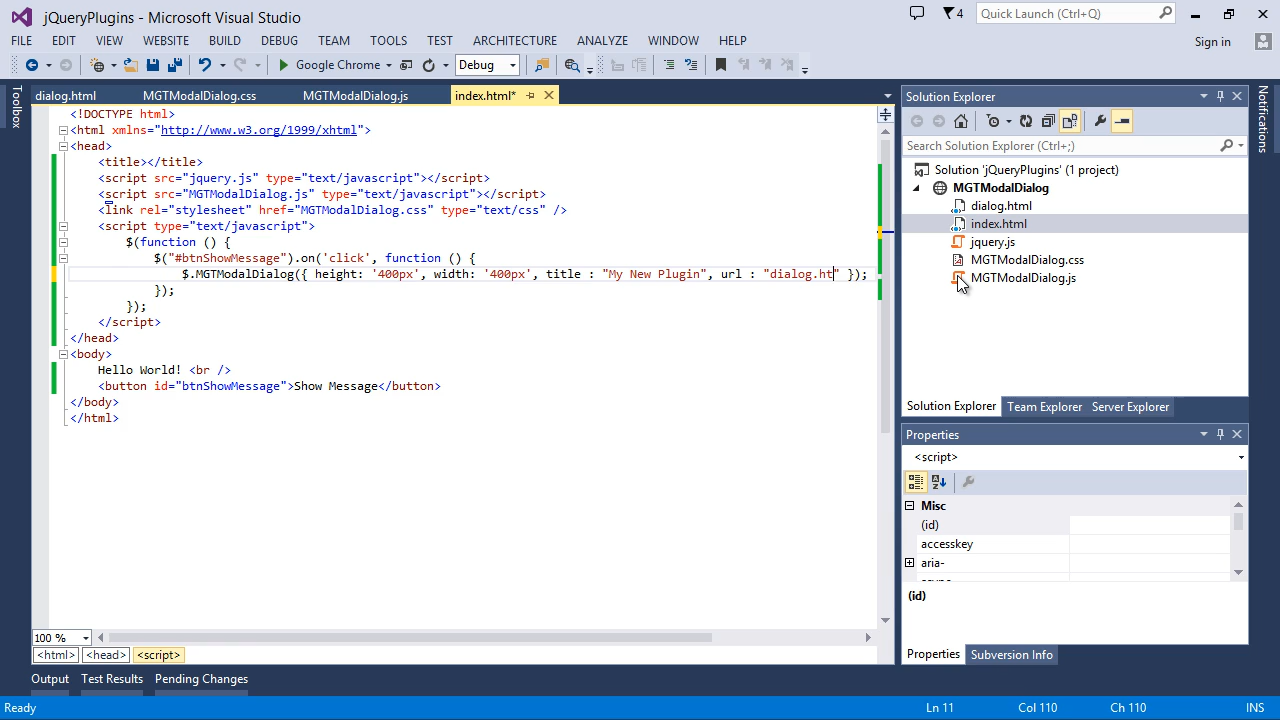 jQueryPlugins - Microsoft Visual Studio
4
Quick Launch (Ctrl+Q)
FILE EDIT VIEW WEBSITE BUILD DEBUG TEAM TOOLS TEST ARCHITECTURE ANALYZE WINDOW HELP
Sign in
Google Chrome
Debug
Toolbox
dialog.html MGTModalDialog.css MGTModalDialog.js index.html*
<!DOCTYPE html>
<html xmlns="http://www.w3.org/1999/xhtml">
<head>
<title></title>
<script src="jquery.js" type="text/javascript"></script>
<script src="MGTModalDialog.js" type="text/javascript"></script>
<link rel="stylesheet" href="MGTModalDialog.css" type="text/css" />
<script type="text/javascript">
$(function () {
$("#btnShowMessage").on('click', function () {
$.MGTModalDialog({ height: '400px', width: '400px', title : "My New Plugin", url : "dialog.ht" });
});
});
</script>
</head>
<body>
Hello World! <br />
<button id="btnShowMessage">Show Message</button>
</body>
</html>
100 %
<html> <head> <script>
Output Test Results Pending Changes
Solution Explorer
Search Solution Explorer (Ctrl+;)
Solution 'jQueryPlugins' (1 project)
MGTModalDialog
dialog.html
index.html
jquery.js
MGTModalDialog.css
MGTModalDialog.js
Solution Explorer Team Explorer Server Explorer
Properties
<script>
Misc
(id)
accesskey
aria-
(id)
Properties Subversion Info
Notifications
Ready Ln 11 Col 110 Ch 110 INS